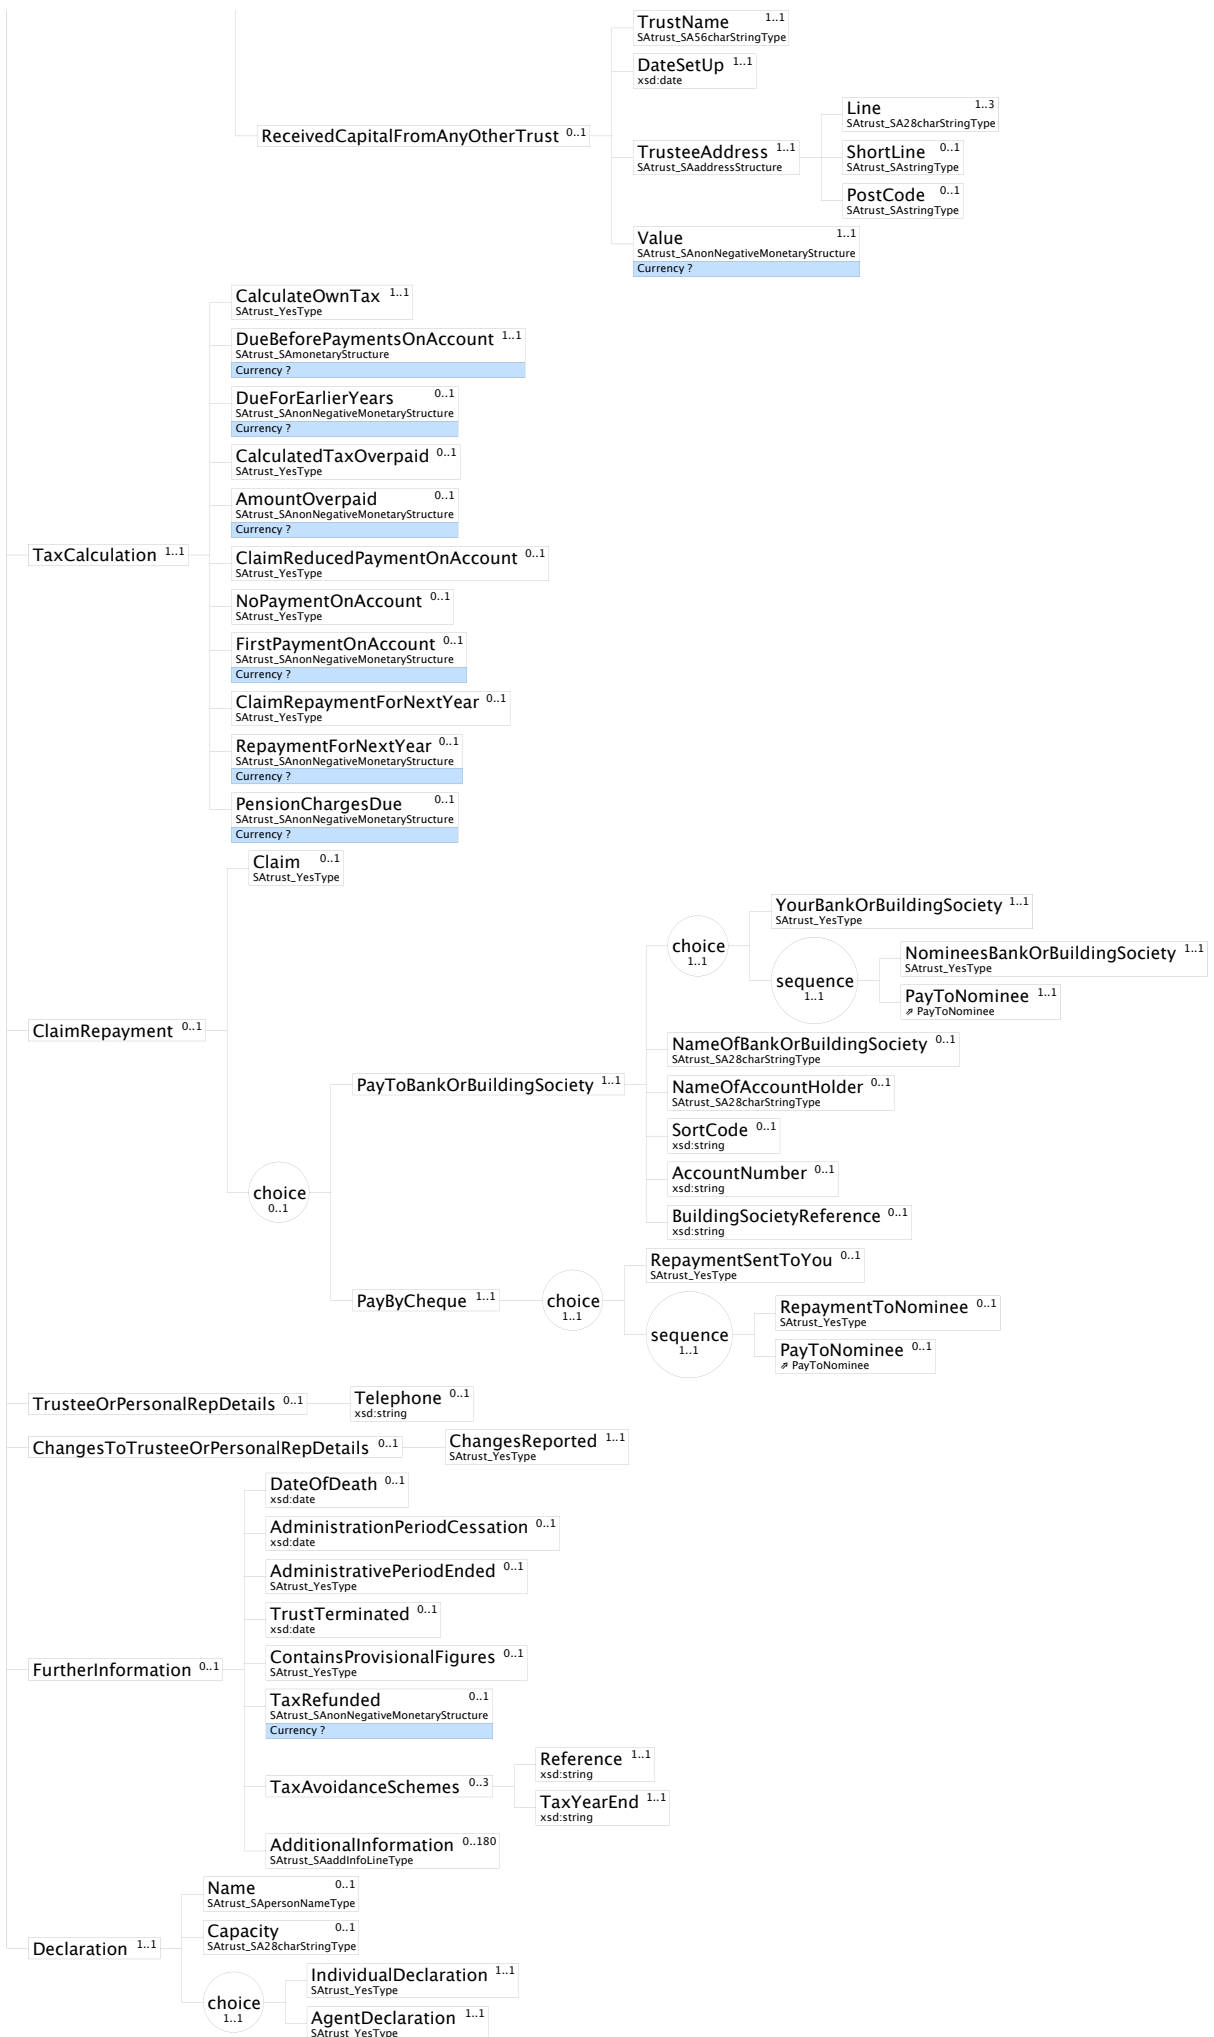 TrustName 1..1
SAtrust_SA56charStringType
DateSetUp 1..1
xsd:date
ReceivedCapitalFromAnyOtherTrust 0..1
TrusteeAddress 1..1
SAtrust_SAaddressStructure
Line 1..3
SAtrust_SA28charStringType
ShortLine 0..1
SAtrust_SAstringType
PostCode 0..1
SAtrust_SAstringType
Value 1..1
SAtrust_SAnonNegativeMonetaryStructure
Currency ?
TaxCalculation 1..1
CalculateOwnTax 1..1
SAtrust_YesType
DueBeforePaymentsOnAccount 1..1
SAtrust_SAmonetaryStructure
Currency ?
DueForEarlierYears 0..1
SAtrust_SAnonNegativeMonetaryStructure
Currency ?
CalculatedTaxOverpaid 0..1
SAtrust_YesType
AmountOverpaid 0..1
SAtrust_SAnonNegativeMonetaryStructure
Currency ?
ClaimReducedPaymentOnAccount 0..1
SAtrust_YesType
NoPaymentOnAccount 0..1
SAtrust_YesType
FirstPaymentOnAccount 0..1
SAtrust_SAnonNegativeMonetaryStructure
Currency ?
ClaimRepaymentForNextYear 0..1
SAtrust_YesType
RepaymentForNextYear 0..1
SAtrust_SAnonNegativeMonetaryStructure
Currency ?
PensionChargesDue 0..1
SAtrust_SAnonNegativeMonetaryStructure
Currency ?
ClaimRepayment 0..1
Claim 0..1
SAtrust_YesType
choice
0..1
PayToBankOrBuildingSociety 1..1
choice
1..1
YourBankOrBuildingSociety 1..1
SAtrust_YesType
sequence
1..1
NomineesBankOrBuildingSociety 1..1
SAtrust_YesType
PayToNominee 1..1
⇗ PayToNominee
NameOfBankOrBuildingSociety 0..1
SAtrust_SA28charStringType
NameOfAccountHolder 0..1
SAtrust_SA28charStringType
SortCode 0..1
xsd:string
AccountNumber 0..1
xsd:string
BuildingSocietyReference 0..1
xsd:string
PayByCheque 1..1
choice
1..1
RepaymentSentToYou 0..1
SAtrust_YesType
sequence
1..1
RepaymentToNominee 0..1
SAtrust_YesType
PayToNominee 0..1
⇗ PayToNominee
TrusteeOrPersonalRepDetails 0..1
Telephone 0..1
xsd:string
ChangesToTrusteeOrPersonalRepDetails 0..1
ChangesReported 1..1
SAtrust_YesType
FurtherInformation 0..1
DateOfDeath 0..1
xsd:date
AdministrationPeriodCessation 0..1
xsd:date
AdministrativePeriodEnded 0..1
SAtrust_YesType
TrustTerminated 0..1
xsd:date
ContainsProvisionalFigures 0..1
SAtrust_YesType
TaxRefunded 0..1
SAtrust_SAnonNegativeMonetaryStructure
Currency ?
TaxAvoidanceSchemes 0..3
Reference 1..1
xsd:string
TaxYearEnd 1..1
xsd:string
AdditionalInformation 0..180
SAtrust_SAaddInfoLineType
Declaration 1..1
Name 0..1
SAtrust_SApersonNameType
Capacity 0..1
SAtrust_SA28charStringType
choice
1..1
IndividualDeclaration 1..1
SAtrust_YesType
AgentDeclaration 1..1
SAtrust_YesType